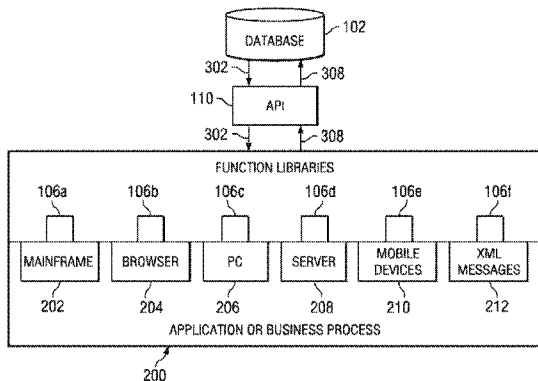 DATABASE
102
302
308
110
API
302
308
FUNCTION LIBRARIES
106a
106b
106c
106d
106e
106f
MAINFRAME
BROWSER
PC
SERVER
MOBILE
DEVICES
XML
MESSAGES
202
204
206
208
210
212
APPLICATION OR BUSINESS PROCESS
200